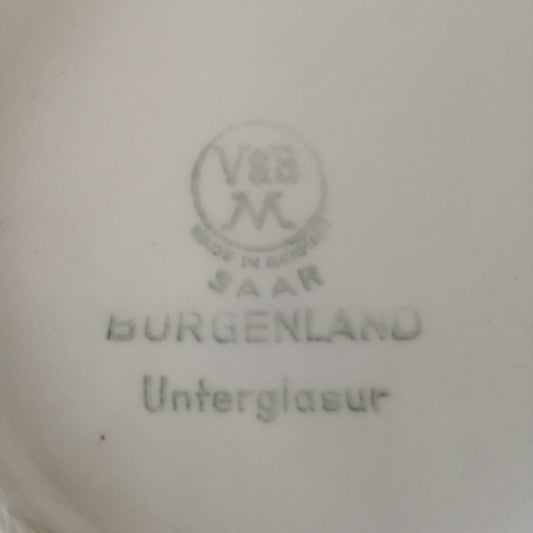 V&B
M
MADE IN GERMANY
SAAR
BURGENLAND
Unterglasur